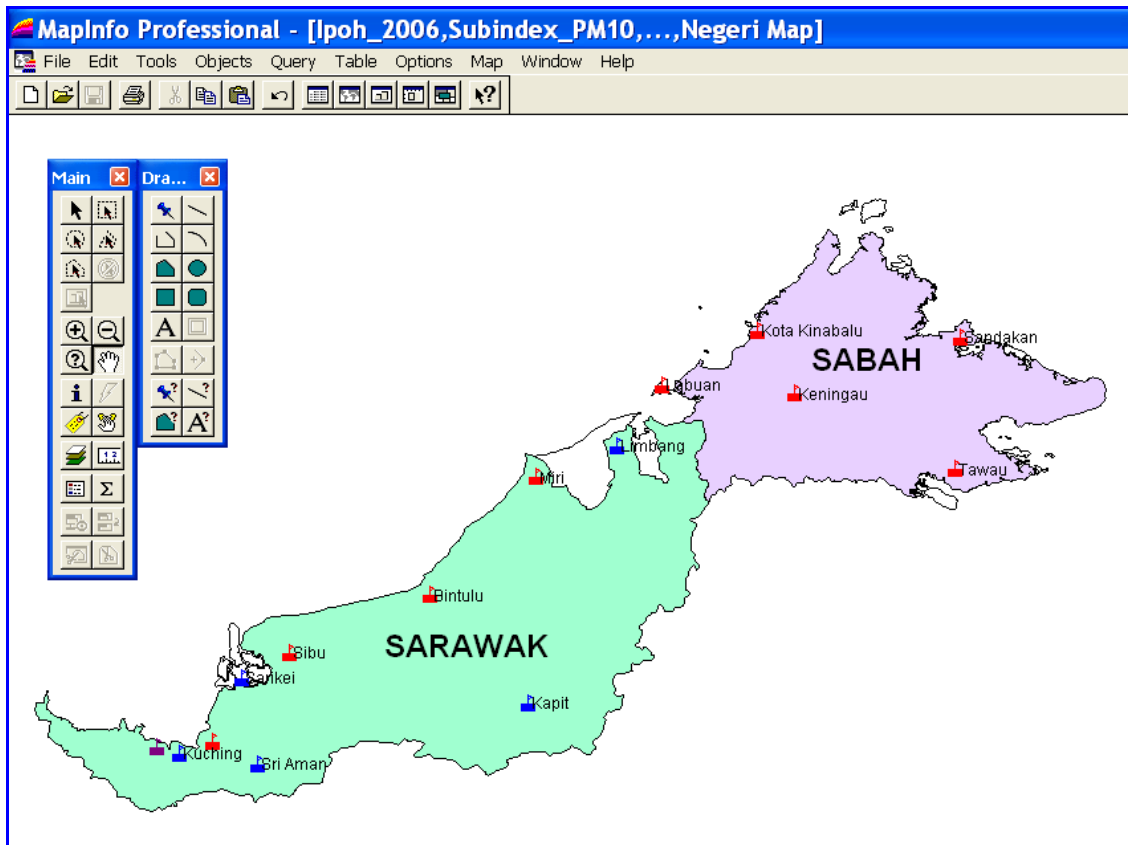 MapInfo Professional - [Ipoh_2006,Subindex_PM10,...,Negeri Map]
File Edit Tools Objects Query Table Options Map Window Help
Main
Dra...
Kota Kinabalu
Sandakan
SABAH
Labuan
Keningau
Limbang
Tawau
Miri
Bintulu
SARAWAK
Sibu
Sarikei
Kapit
Kuching
Sri Aman